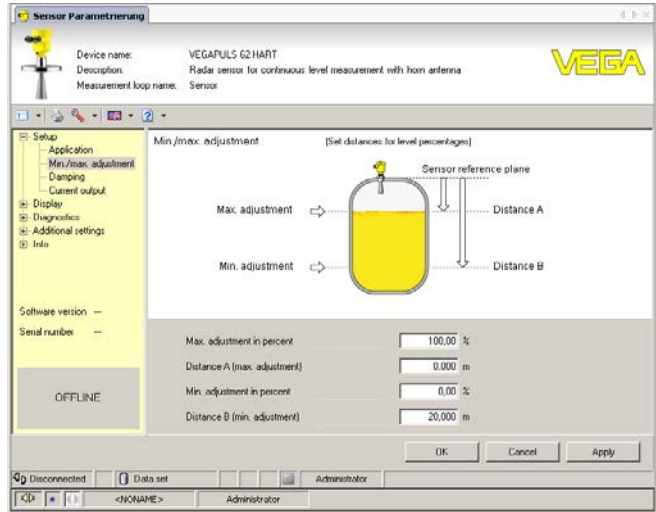 Sensor Parametrierung
Device name: VEGAPULS 62 HART
Description: Radar sensor for continuous level measurement with horn antenna
Measurement loop name: Sensor
VEGA
Setup
Application
Min./max. adjustment
Damping
Current output
Display
Diagnostics
Additional settings
Info
Software version ---
Serial number ---
OFFLINE
Min./max. adjustment (Set distances for level percentages)
Sensor reference plane
Max. adjustment Distance A
Min. adjustment Distance B
Max. adjustment in percent 100,00 %
Distance A (max. adjustment) 0.000 m
Min. adjustment in percent 0,00 %
Distance B (min. adjustment) 20,000 m
OK Cancel Apply
Disconnected Data set Administrator
<NONAME> Administrator